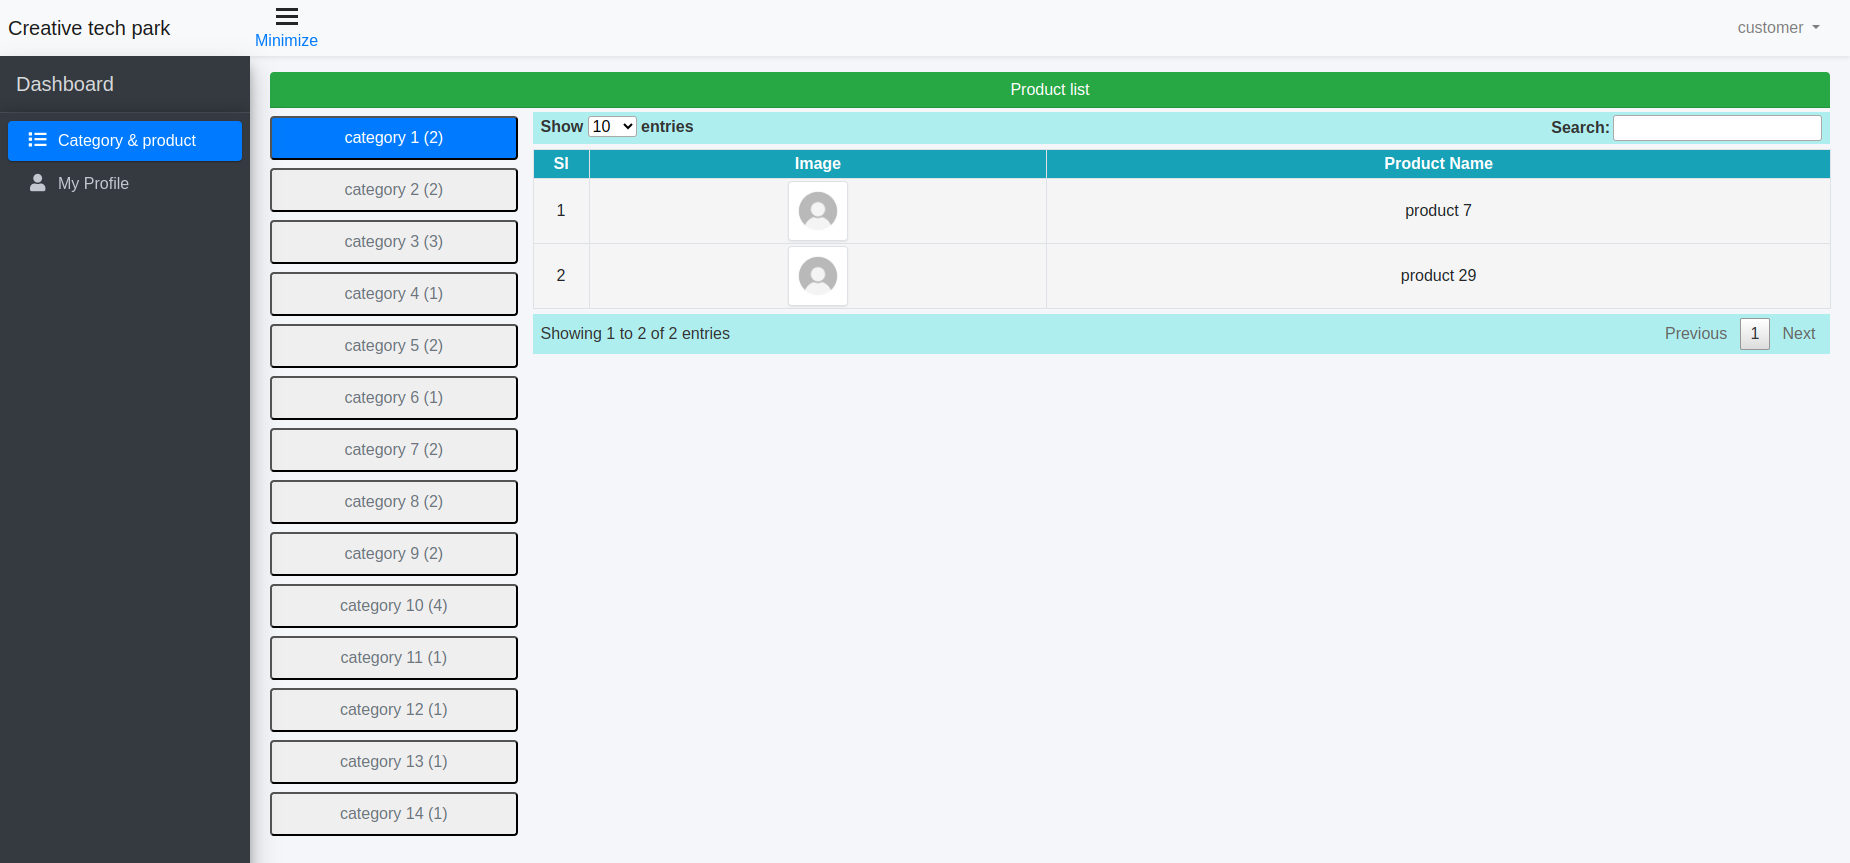 Creative tech park
Minimize
customer
Dashboard
Category & product
My Profile
Product list
category 1 (2)
category 2 (2)
category 3 (3)
category 4 (1)
category 5 (2)
category 6 (1)
category 7 (2)
category 8 (2)
category 9 (2)
category 10 (4)
category 11 (1)
category 12 (1)
category 13 (1)
category 14 (1)
Show 10 entries
Search:
Sl Image Product Name
1 product 7
2 product 29
Showing 1 to 2 of 2 entries
Previous 1 Next